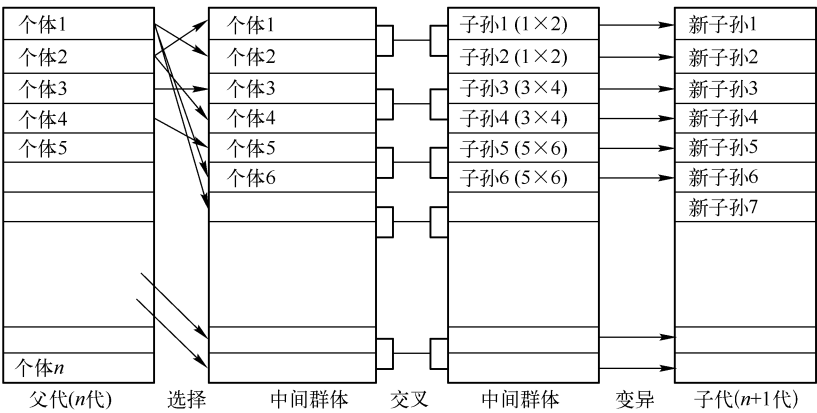 个体1
个体2
个体3
个体4
个体5
个体n
父代(n代)
选择
个体1
个体2
个体3
个体4
个体5
个体6
中间群体
交叉
子孙1 (1×2)
子孙2 (1×2)
子孙3 (3×4)
子孙4 (3×4)
子孙5 (5×6)
子孙6 (5×6)
中间群体
变异
新子孙1
新子孙2
新子孙3
新子孙4
新子孙5
新子孙6
新子孙7
子代(n+1代)